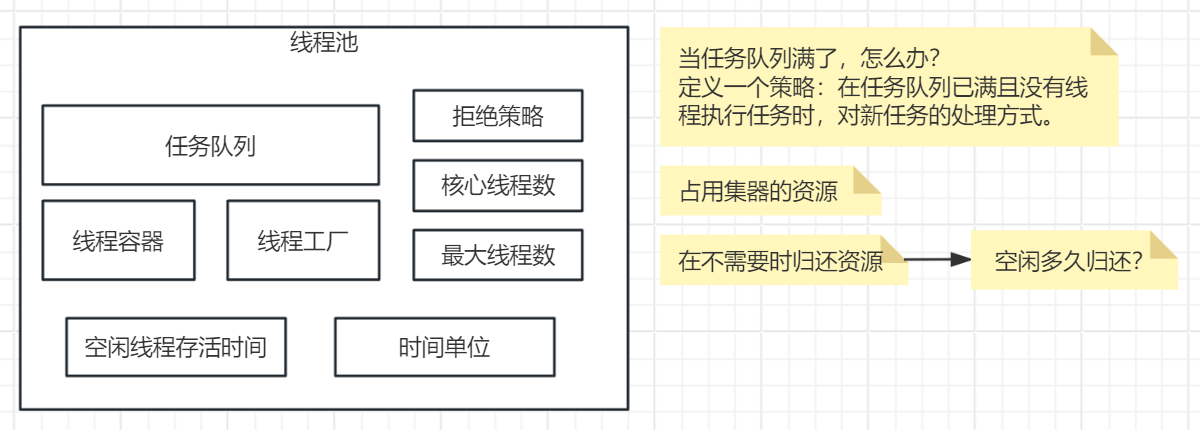 线程池
任务队列
拒绝策略
核心线程数
线程容器
线程工厂
最大线程数
空闲线程存活时间
时间单位
当任务队列满了，怎么办？
定义一个策略：在任务队列已满且没有线
程执行任务时，对新任务的处理方式。
占用集器的资源
在不需要时归还资源
空闲多久归还？